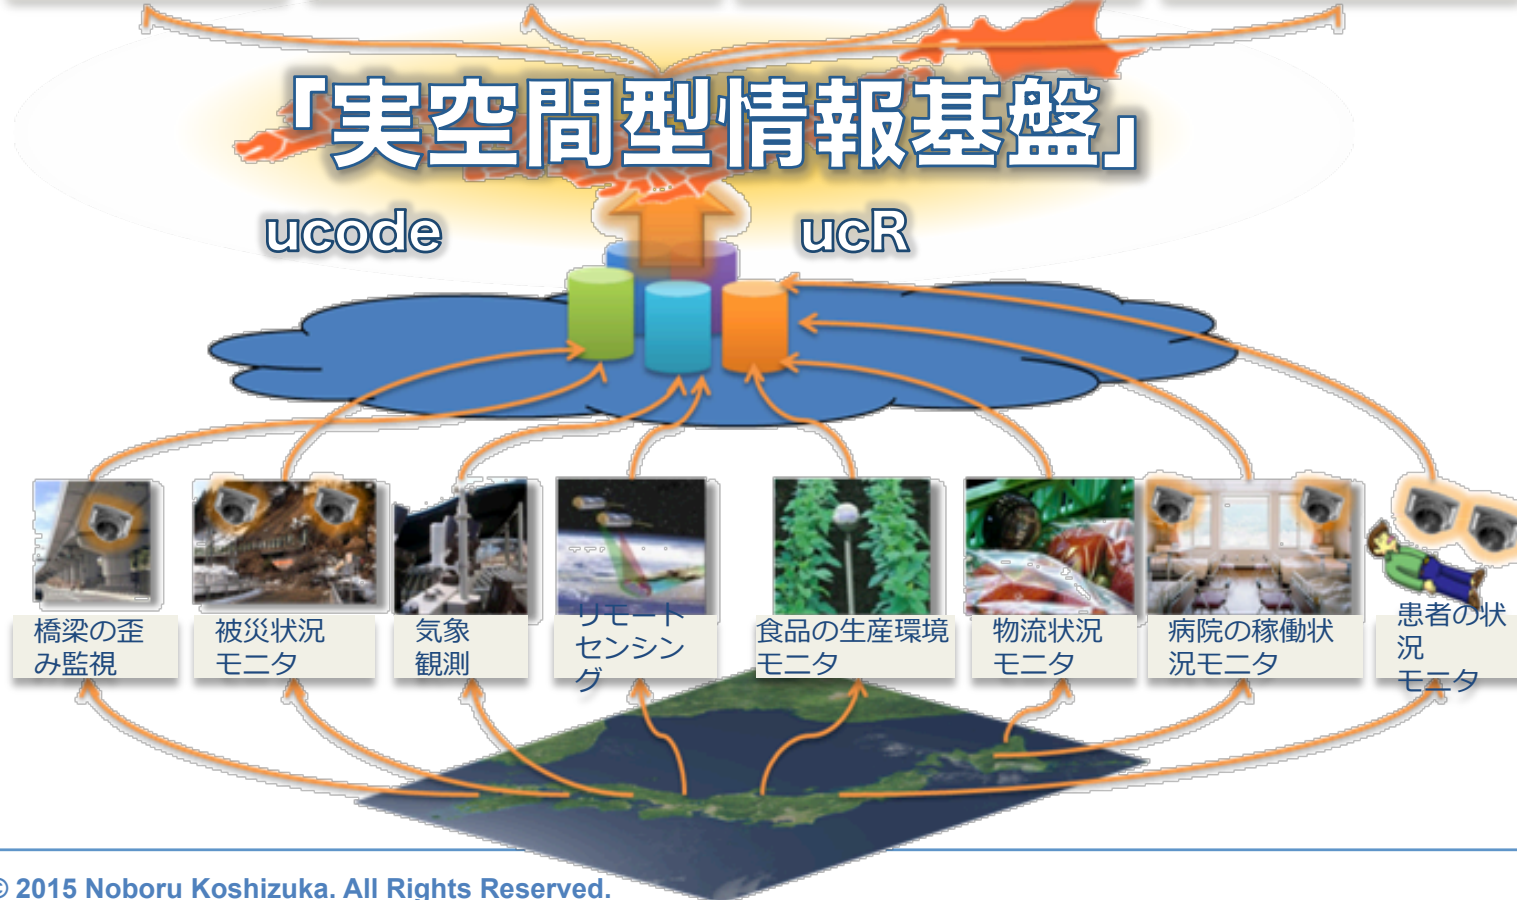 「実空間型情報基盤」
ucode
ucR
橋梁の歪
み監視
被災状況
モニタ
気象
観測
リモート
センシン
グ
食品の生産環境
モニタ
物流状況
モニタ
病院の稼働状
況モニタ
患者の状
況
モニタ
© 2015 Noboru Koshizuka. All Rights Reserved.